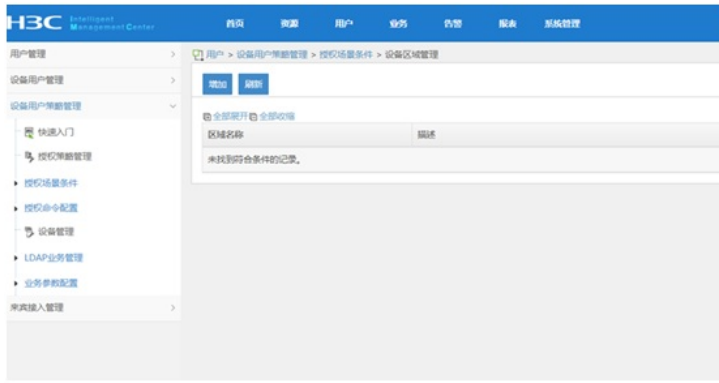 H3C Intelligent Management Center
首页 资源 用户 业务 告警 报表 系统管理
用户管理
设备用户管理
设备用户策略管理
快速入门
授权策略管理
授权场景条件
授权命令配置
设备管理
LDAP业务管理
业务参数配置
来宾接入管理
用户 > 设备用户策略管理 > 授权场景条件 > 设备区域管理
增加 刷新
全部展开 全部收缩
区域名称 描述
未找到符合条件的记录。